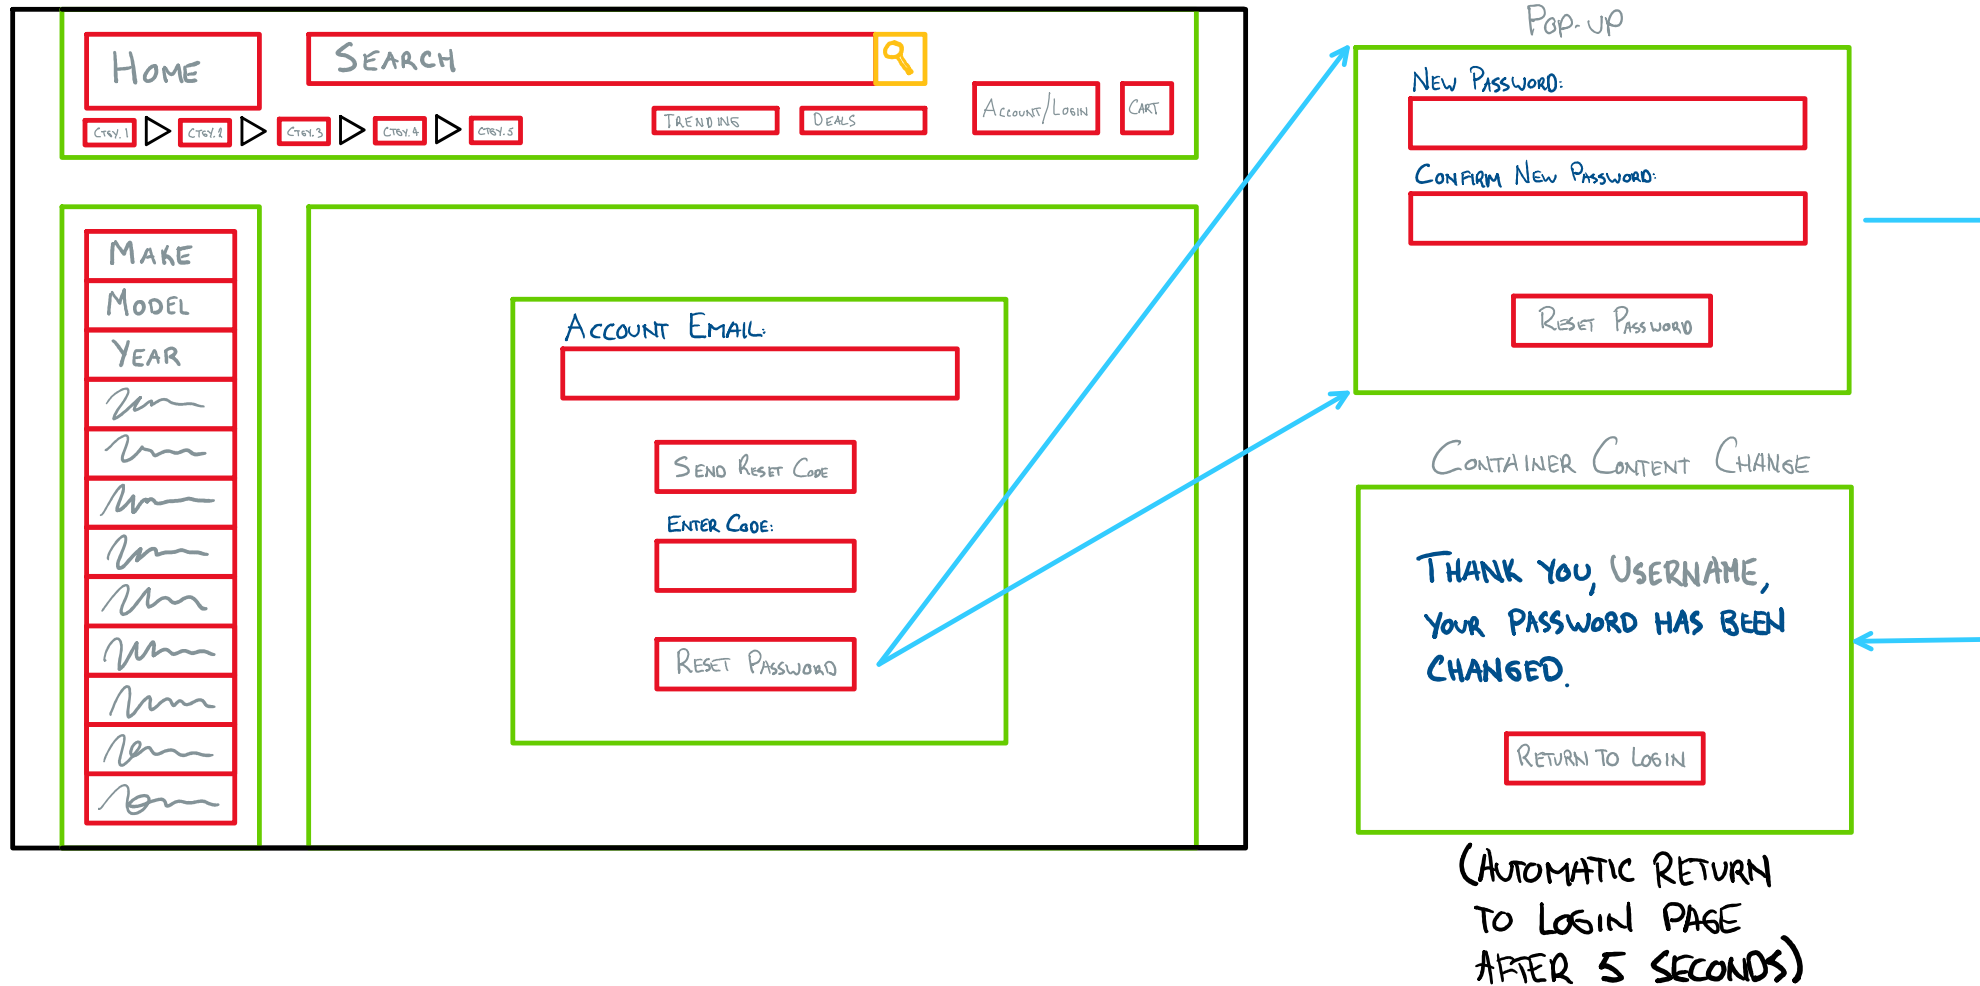 Home
Search
Ctgy. 1
Ctgy. 2
Ctgy. 3
Ctgy. 4
Ctgy. 5
Trending
Deals
Account/Login
Cart
Make
Model
Year
Account Email:
Send Reset Code
Enter Code:
Reset Password
Pop-up
New Password:
Confirm New Password:
Reset Password
Container Content Change
Thank you, Username,
your password has been
changed.
Return to Login
(Automatic Return
to Login Page
after 5 seconds)